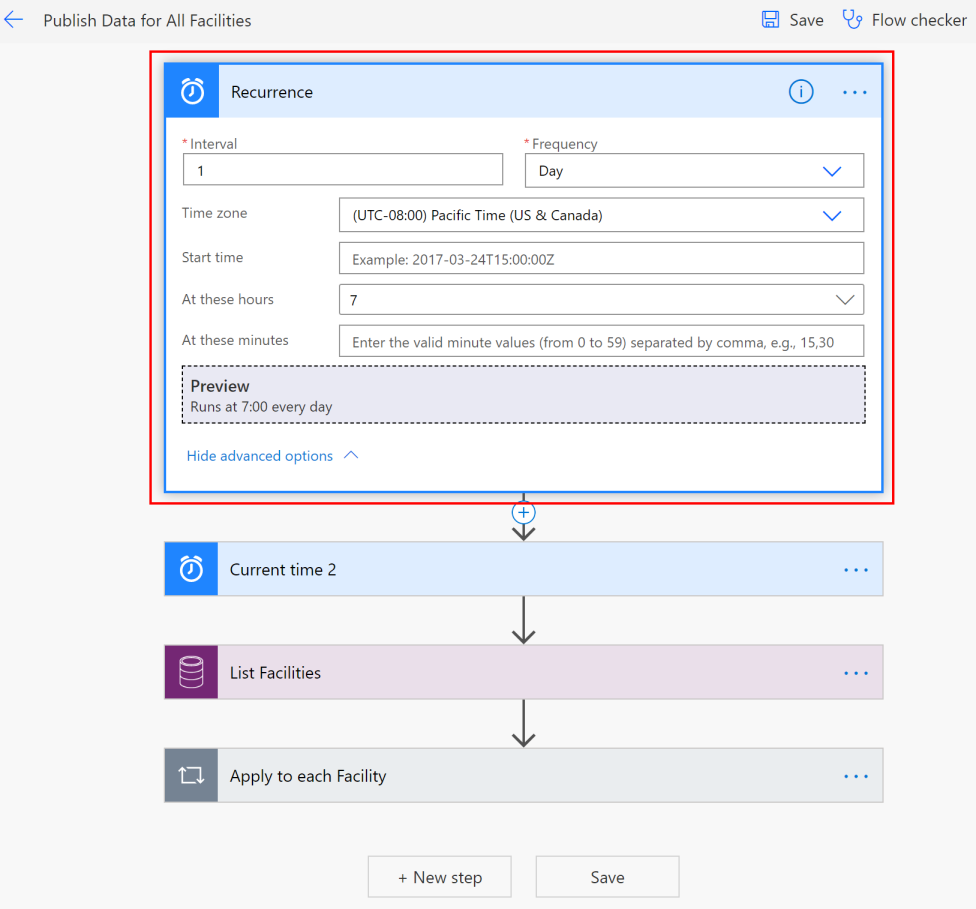 Publish Data for All Facilities
Save
Flow checker
Recurrence
* Interval
* Frequency
1
Day
Time zone
(UTC-08:00) Pacific Time (US & Canada)
Start time
Example: 2017-03-24T15:00:00Z
At these hours
7
At these minutes
Enter the valid minute values (from 0 to 59) separated by comma, e.g., 15,30
Preview
Runs at 7:00 every day
Hide advanced options
Current time 2
List Facilities
Apply to each Facility
+ New step
Save